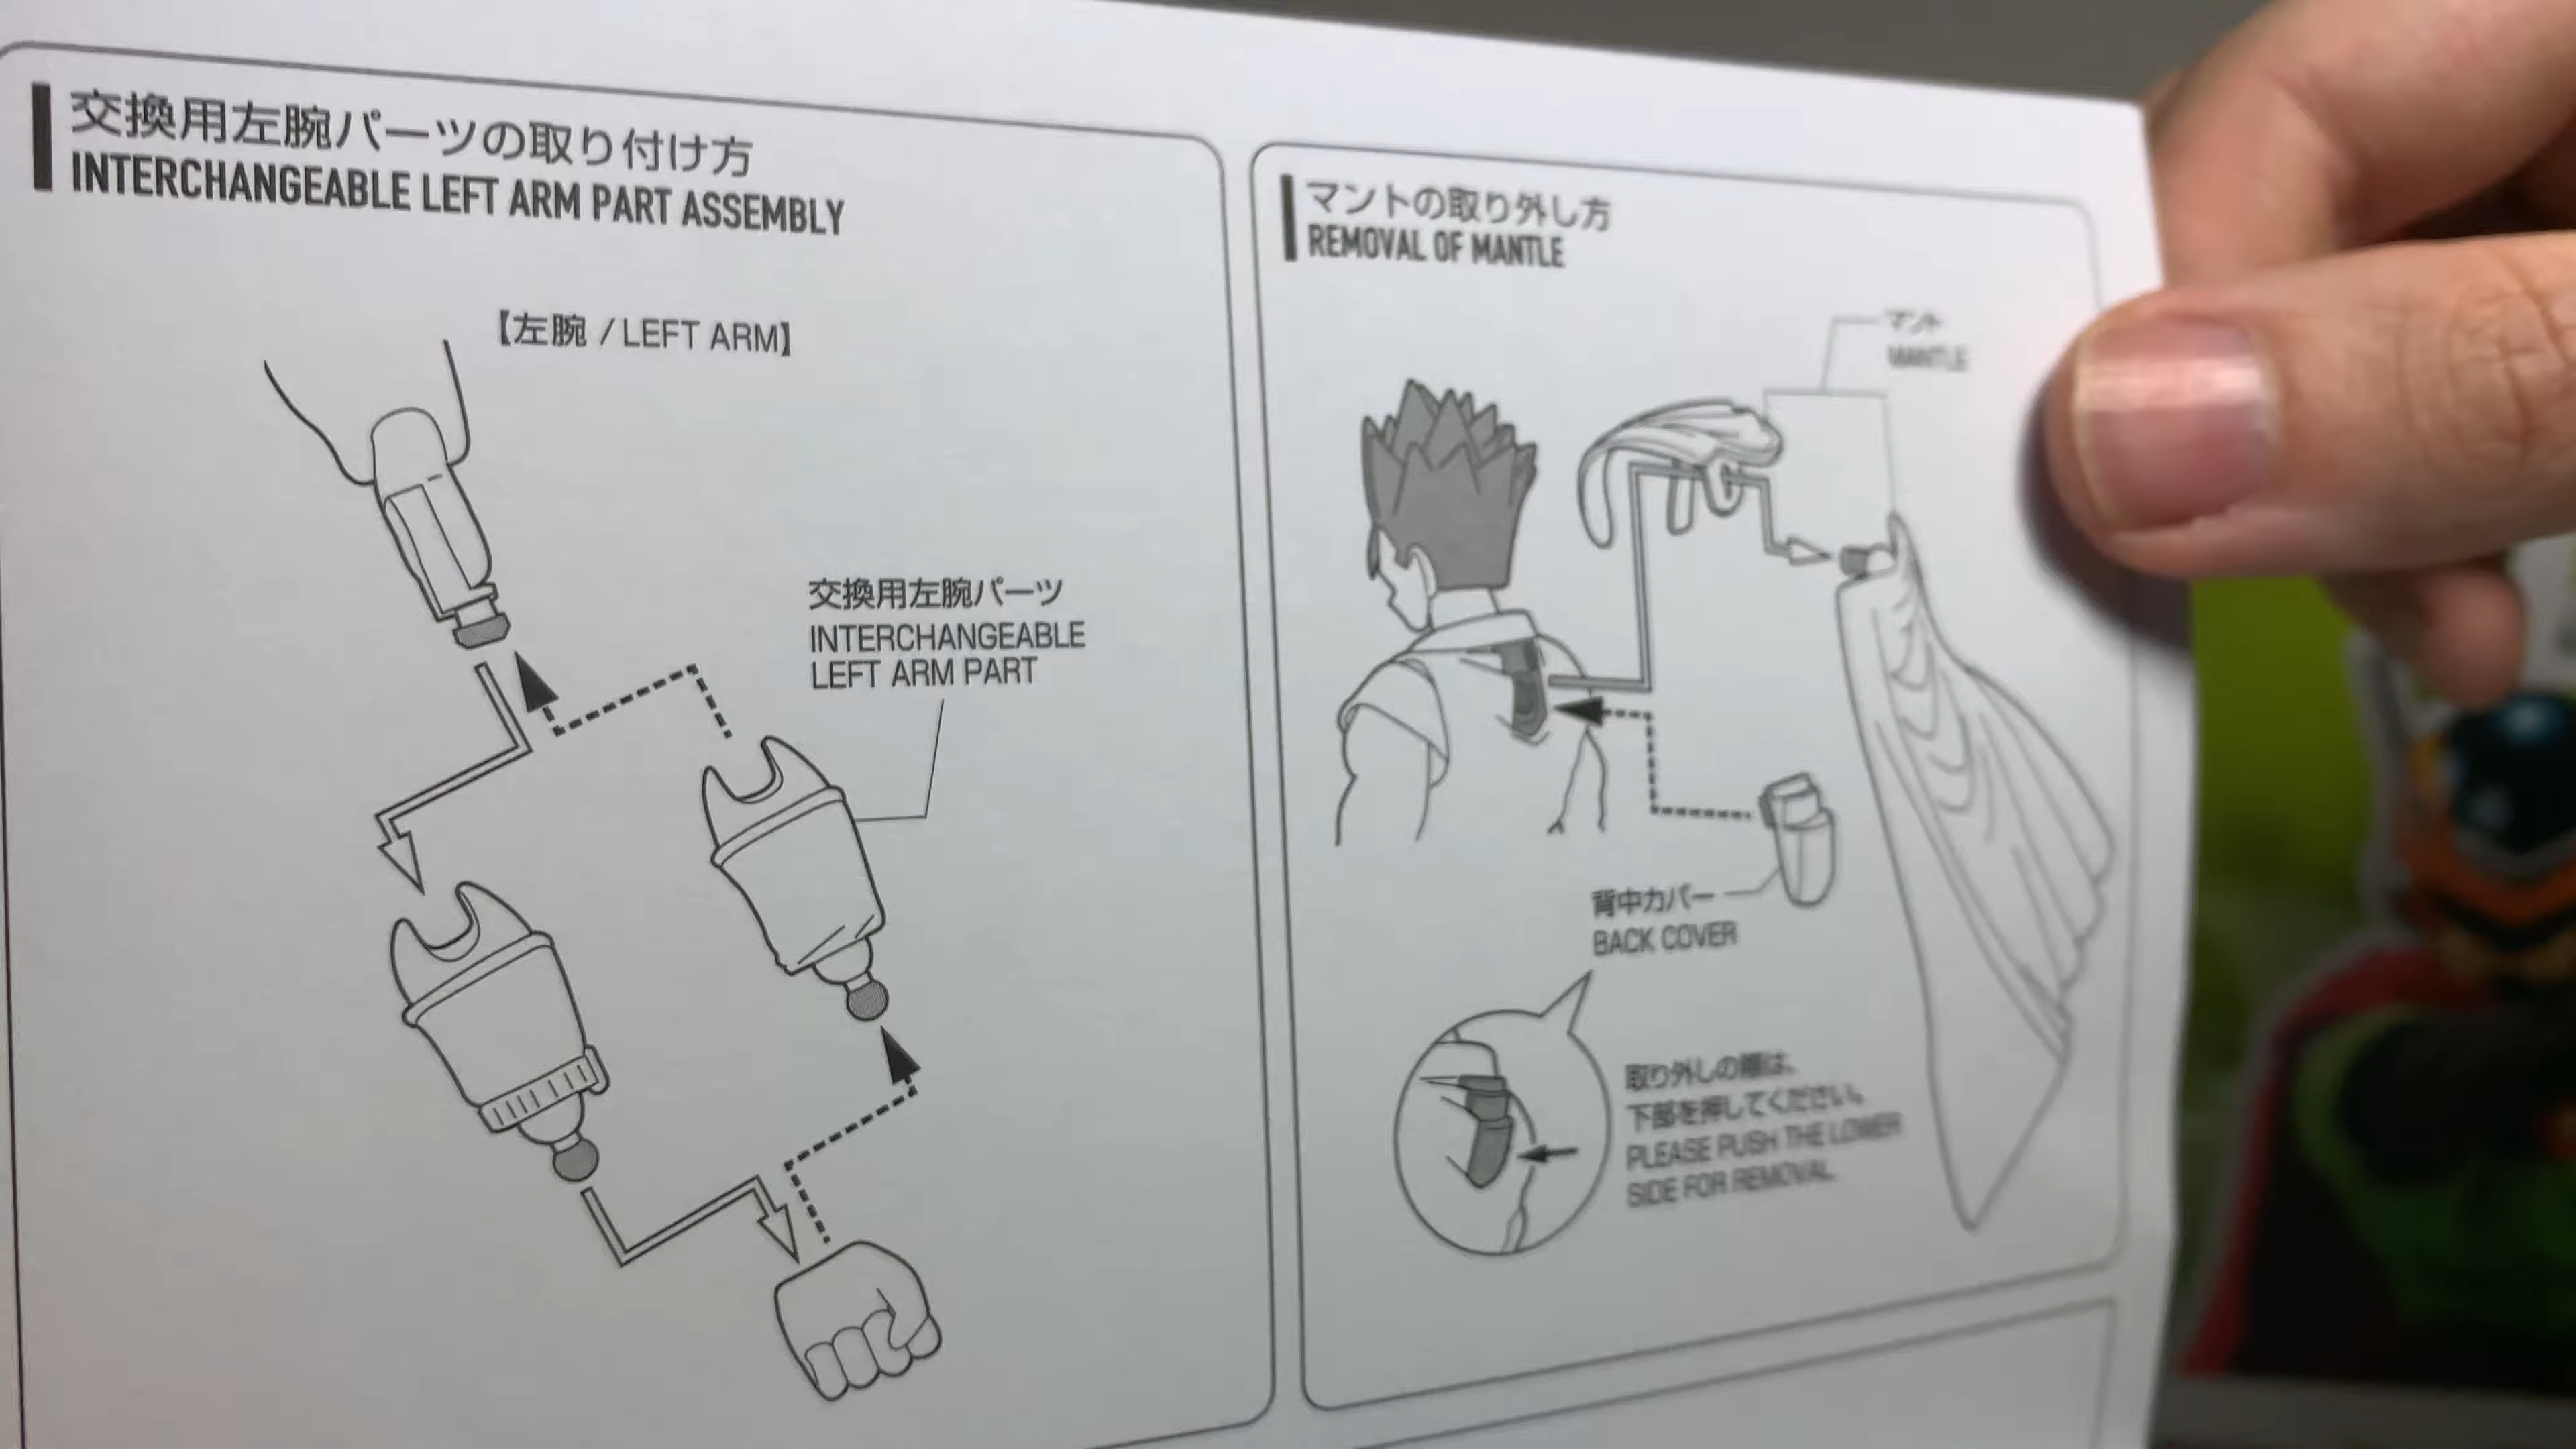 交換用左腕パーツの取り付け方
INTERCHANGEABLE LEFT ARM PART ASSEMBLY
【左腕 / LEFT ARM】
交換用左腕パーツ
INTERCHANGEABLE
LEFT ARM PART
マントの取り外し方
REMOVAL OF MANTLE
マント
MANTLE
背中カバー
BACK COVER
取り外しの際は、
下部を押してください。
PLEASE PUSH THE LOWER
SIDE FOR REMOVAL